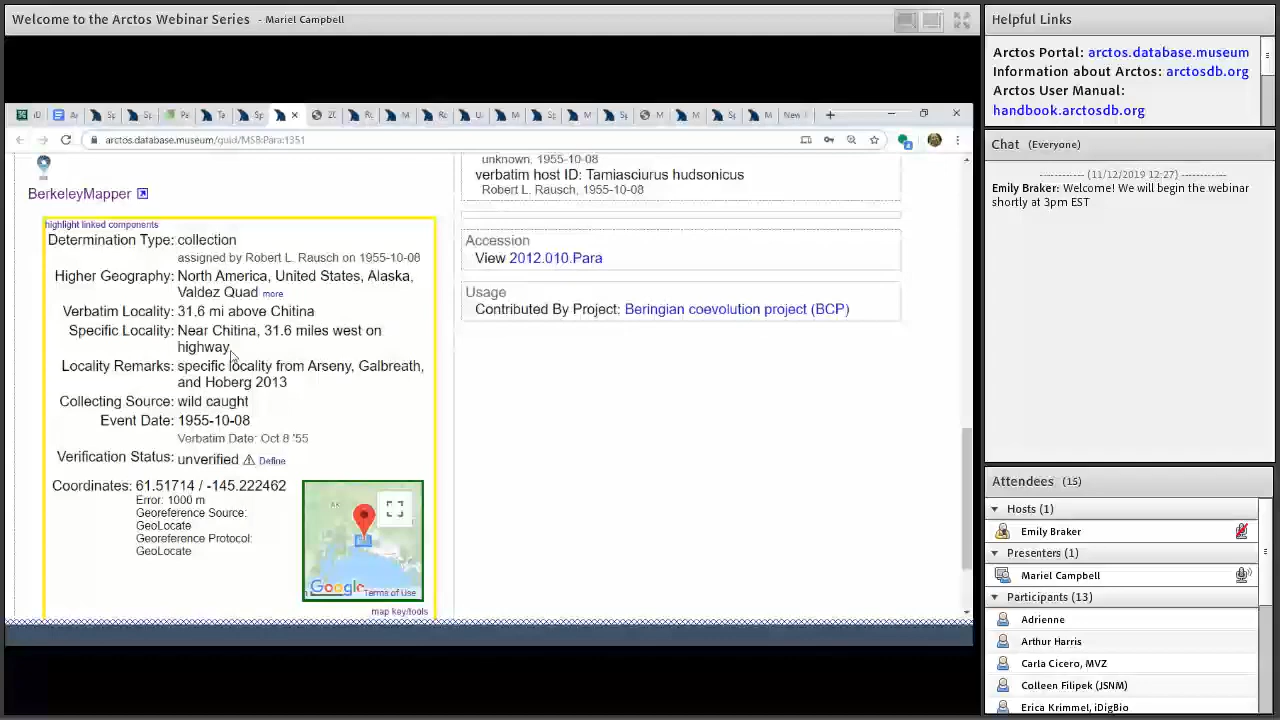 Welcome to the Arctos Webinar Series - Mariel Campbell
arctos.database.museum/guid/MSB:Para:1351
BerkeleyMapper
highlight linked components
Determination Type: collection
assigned by Robert L. Rausch on 1955-10-08
Higher Geography: North America, United States, Alaska,
Valdez Quad more
Verbatim Locality: 31.6 mi above Chitina
Specific Locality: Near Chitina, 31.6 miles west on
highway
Locality Remarks: specific locality from Arseny, Galbreath,
and Hoberg 2013
Collecting Source: wild caught
Event Date: 1955-10-08
Verbatim Date: Oct 8 '55
Verification Status: unverified Define
Coordinates: 61.51714 / -145.222462
Error: 1000 m
Georeference Source:
GeoLocate
Georeference Protocol:
GeoLocate
AK
Google
Terms of Use
map key/tools
unknown, 1955-10-08
verbatim host ID: Tamiasciurus hudsonicus
Robert L. Rausch, 1955-10-08
Accession
View 2012.010.Para
Usage
Contributed By Project: Beringian coevolution project (BCP)
Helpful Links
Arctos Portal: arctos.database.museum
Information about Arctos: arctosdb.org
Arctos User Manual:
handbook.arctosdb.org
Chat (Everyone)
------------ (11/12/2019 12:27) ------------
Emily Braker: Welcome! We will begin the webinar
shortly at 3pm EST
Attendees (15)
Hosts (1)
Emily Braker
Presenters (1)
Mariel Campbell
Participants (13)
Adrienne
Arthur Harris
Carla Cicero, MVZ
Colleen Filipek (JSNM)
Erica Krimmel, iDigBio